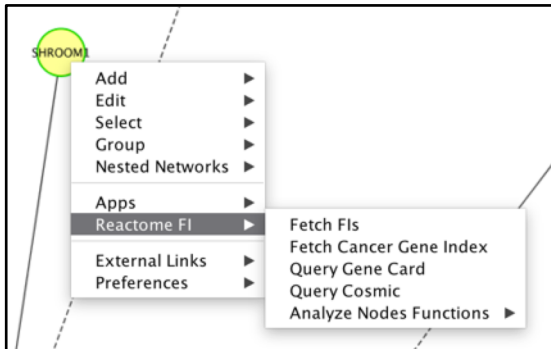 SHROOM1
Add
Edit
Select
Group
Nested Networks
Apps
Reactome FI
External Links
Preferences
Fetch FIs
Fetch Cancer Gene Index
Query Gene Card
Query Cosmic
Analyze Nodes Functions